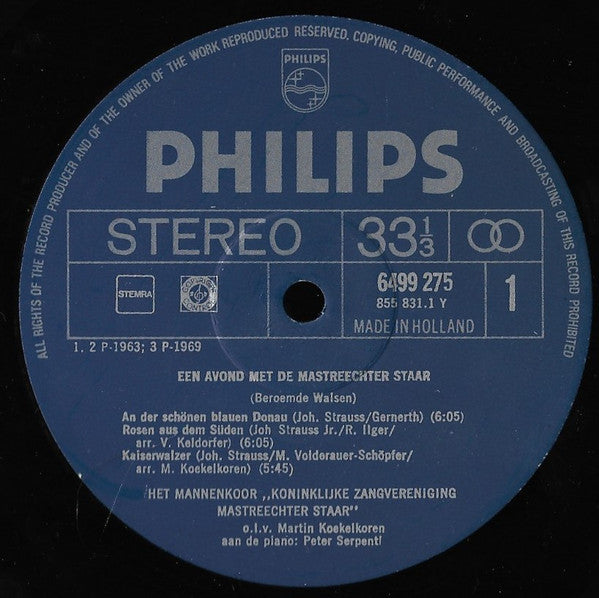 ALL RIGHTS OF THE RECORD PRODUCER AND OF THE OWNER OF THE WORK REPRODUCED RESERVED. COPYING, PUBLIC PERFORMANCE AND BROADCASTING OF THIS RECORD PROHIBITED
PHILIPS
PHILIPS
STEREO 33 1/3
STEMRA
6499 275
855 831.1 Y
1
MADE IN HOLLAND
1, 2 P-1963; 3 P-1969
EEN AVOND MET DE MASTREECHTER STAAR
(Beroemde Walsen)
An der schönen blauen Donau (Joh. Strauss/Gernerth) (6:05)
Rosen aus dem Süden (Joh Strauss Jr./R. Ilger/
arr. V. Keldorfer) (6:05)
Kaiserwalzer (Joh. Strauss/M. Volderauer-Schöpfer/
arr. M. Koekelkoren) (5:45)
HET MANNENKOOR „KONINKLIJKE ZANGVERENIGING
MASTREECHTER STAAR"
o.l.v. Martin Koekelkoren
aan de piano: Peter Serpenti